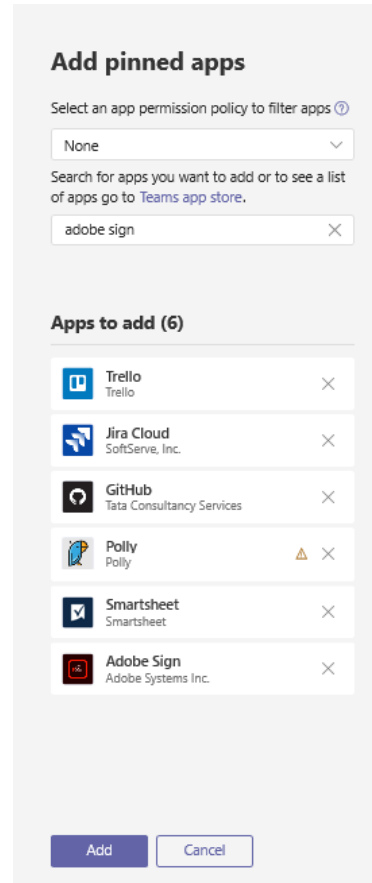 Add pinned apps
Select an app permission policy to filter apps ?
None
Search for apps you want to add or to see a list
of apps go to Teams app store.
adobe sign
Apps to add (6)
Trello
Trello
Jira Cloud
SoftServe, Inc.
GitHub
Tata Consultancy Services
Polly
Polly
Smartsheet
Smartsheet
Adobe Sign
Adobe Systems Inc.
Add
Cancel